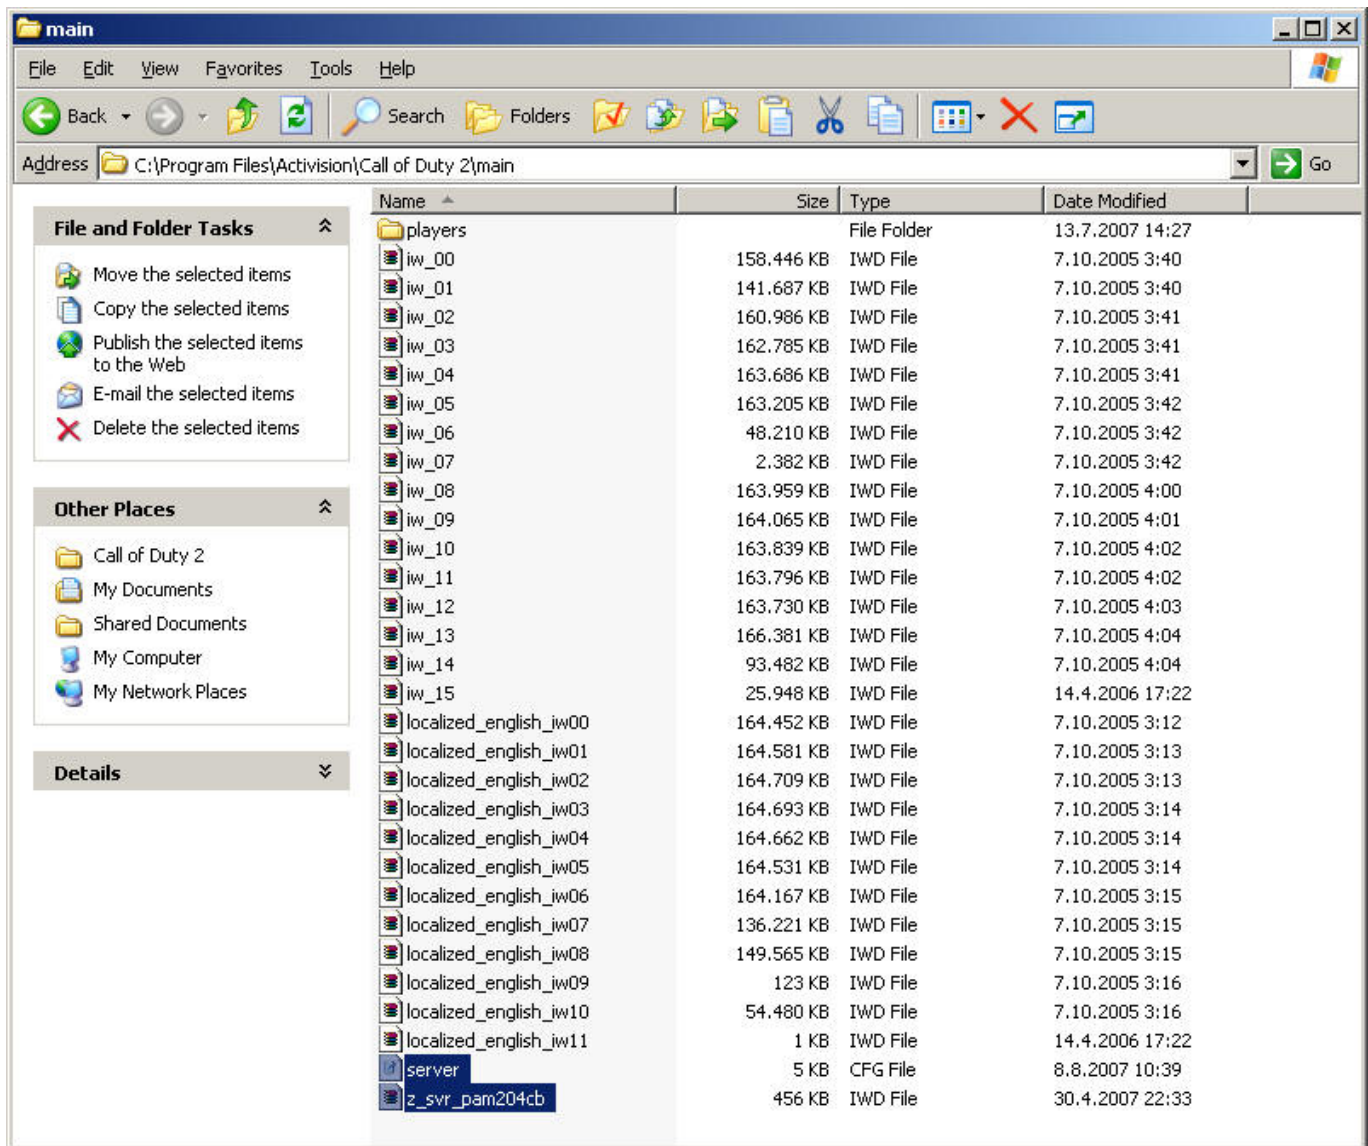 main
File Edit View Favorites Tools Help
Back Search Folders
Address C:\Program Files\Activision\Call of Duty 2\main Go
File and Folder Tasks
Move the selected items
Copy the selected items
Publish the selected items
to the Web
E-mail the selected items
Delete the selected items
Other Places
Call of Duty 2
My Documents
Shared Documents
My Computer
My Network Places
Details
Name Size Type Date Modified
players File Folder 13.7.2007 14:27
iw_00 158.446 KB IWD File 7.10.2005 3:40
iw_01 141.687 KB IWD File 7.10.2005 3:40
iw_02 160.986 KB IWD File 7.10.2005 3:41
iw_03 162.785 KB IWD File 7.10.2005 3:41
iw_04 163.686 KB IWD File 7.10.2005 3:41
iw_05 163.205 KB IWD File 7.10.2005 3:42
iw_06 48.210 KB IWD File 7.10.2005 3:42
iw_07 2.382 KB IWD File 7.10.2005 3:42
iw_08 163.959 KB IWD File 7.10.2005 4:00
iw_09 164.065 KB IWD File 7.10.2005 4:01
iw_10 163.839 KB IWD File 7.10.2005 4:02
iw_11 163.796 KB IWD File 7.10.2005 4:02
iw_12 163.730 KB IWD File 7.10.2005 4:03
iw_13 166.381 KB IWD File 7.10.2005 4:04
iw_14 93.482 KB IWD File 7.10.2005 4:04
iw_15 25.948 KB IWD File 14.4.2006 17:22
localized_english_iw00 164.452 KB IWD File 7.10.2005 3:12
localized_english_iw01 164.581 KB IWD File 7.10.2005 3:13
localized_english_iw02 164.709 KB IWD File 7.10.2005 3:13
localized_english_iw03 164.693 KB IWD File 7.10.2005 3:14
localized_english_iw04 164.662 KB IWD File 7.10.2005 3:14
localized_english_iw05 164.531 KB IWD File 7.10.2005 3:14
localized_english_iw06 164.167 KB IWD File 7.10.2005 3:15
localized_english_iw07 136.221 KB IWD File 7.10.2005 3:15
localized_english_iw08 149.565 KB IWD File 7.10.2005 3:15
localized_english_iw09 123 KB IWD File 7.10.2005 3:16
localized_english_iw10 54.480 KB IWD File 7.10.2005 3:16
localized_english_iw11 1 KB IWD File 14.4.2006 17:22
server 5 KB CFG File 8.8.2007 10:39
z_svr_pam204cb 456 KB IWD File 30.4.2007 22:33